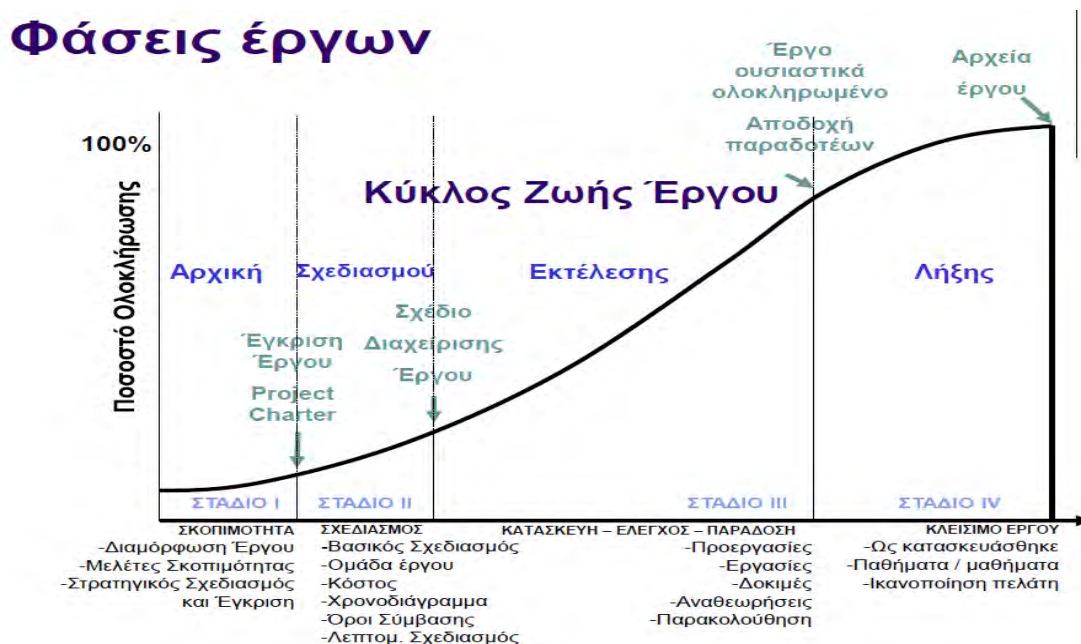 Φάσεις έργων
Έργο
ουσιαστικά
ολοκληρωμένο
Αποδοχή
παραδοτέων
Αρχεία
έργου
100%
Ποσοστό Ολοκλήρωσης
Κύκλος Ζωής Έργου
Αρχική
Σχεδιασμού
Εκτέλεσης
Λήξης
Έγκριση
Έργου
Project
Charter
Σχέδιο
Διαχείρισης
Έργου
ΣΤΑΔΙΟ Ι
ΣΤΑΔΙΟ ΙΙ
ΣΤΑΔΙΟ ΙΙΙ
ΣΤΑΔΙΟ IV
ΣΚΟΠΙΜΟΤΗΤΑ
-Διαμόρφωση Έργου
-Μελέτες Σκοπιμότητας
-Στρατηγικός Σχεδιασμός
και Έγκριση
ΣΧΕΔΙΑΣΜΟΣ
-Βασικός Σχεδιασμός
-Ομάδα έργου
-Κόστος
-Χρονοδιάγραμμα
-Όροι Σύμβασης
-Λεπτομ. Σχεδιασμός
ΚΑΤΑΣΚΕΥΗ – ΕΛΕΓΧΟΣ – ΠΑΡΑΔΟΣΗ
-Προεργασίες
-Εργασίες
-Δοκιμές
-Αναθεωρήσεις
-Παρακολούθηση
ΚΛΕΙΣΙΜΟ ΕΡΓΟΥ
-Ως κατασκευάσθηκε
-Παθήματα / μαθήματα
-Ικανοποίηση πελάτη